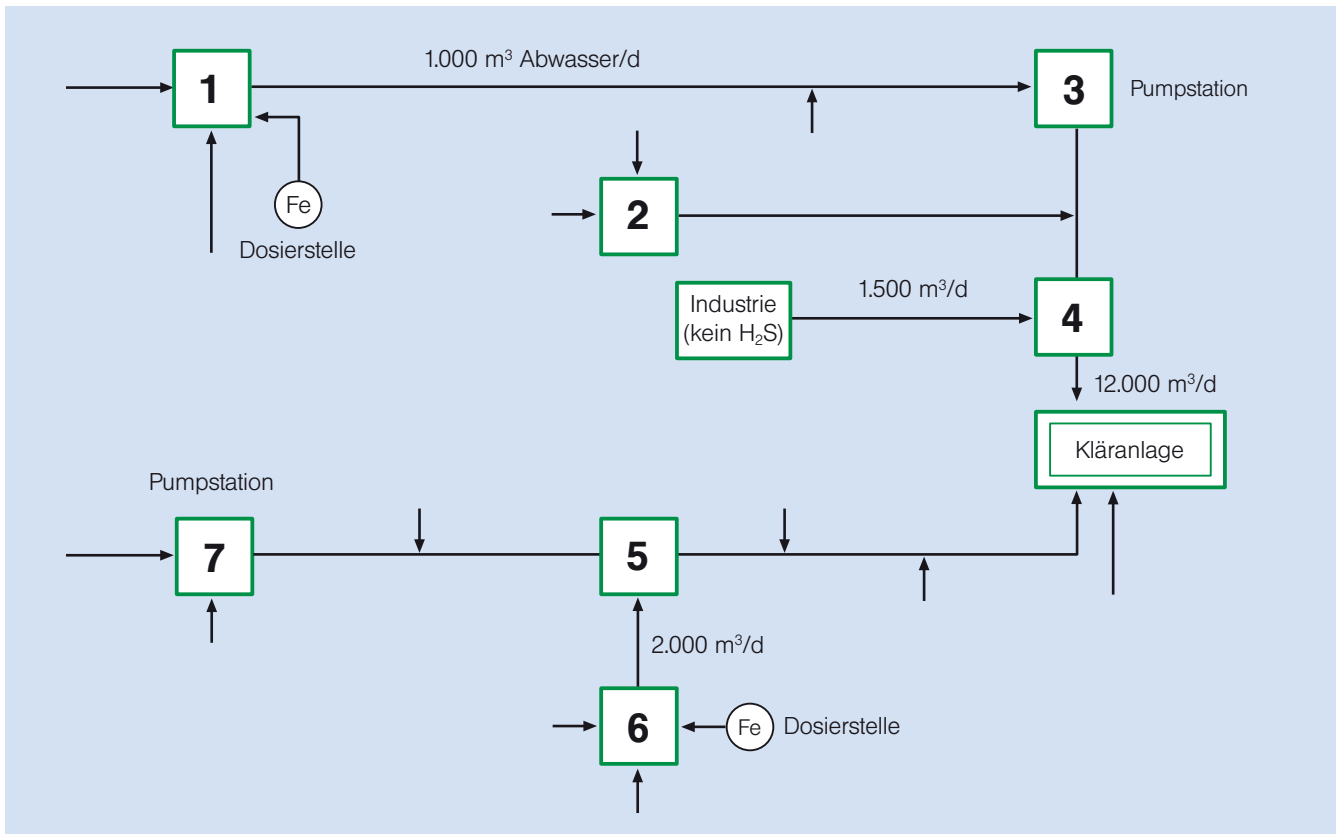 1.000 m³ Abwasser/d
1
3
Pumpstation
Fe
Dosierstelle
2
Industrie
(kein H₂S)
1.500 m³/d
4
12.000 m³/d
Kläranlage
Pumpstation
7
5
2.000 m³/d
6
Fe
Dosierstelle